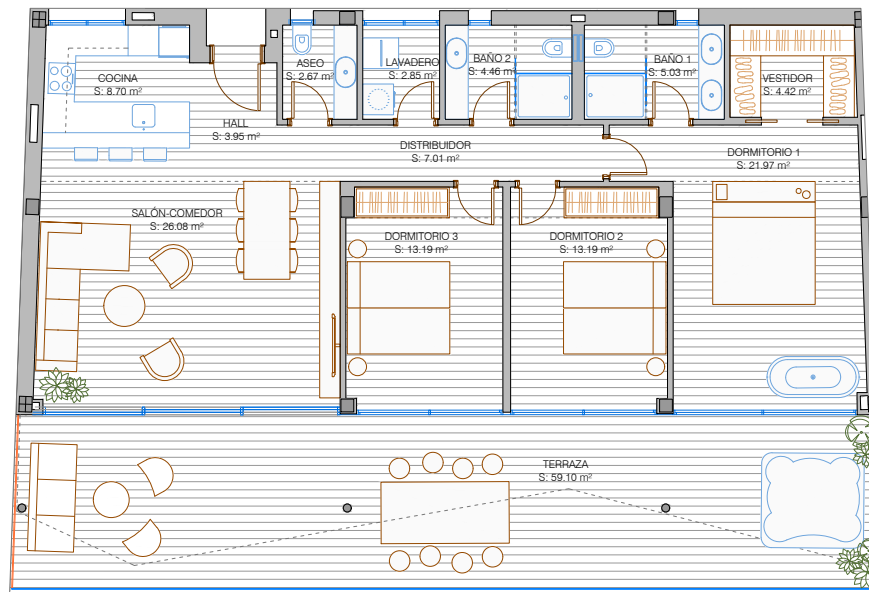 COCINA
S: 8.70 m²
HALL
S: 3.95 m²
ASEO
S: 2.67 m²
LAVADERO
S: 2.85 m²
BAÑO 2
S: 4.46 m²
BAÑO 1
S: 5.03 m²
VESTIDOR
S: 4.42 m²
DISTRIBUIDOR
S: 7.01 m²
DORMITORIO 1
S: 21.97 m²
SALÓN-COMEDOR
S: 26.08 m²
DORMITORIO 3
S: 13.19 m²
DORMITORIO 2
S: 13.19 m²
TERRAZA
S: 59.10 m²